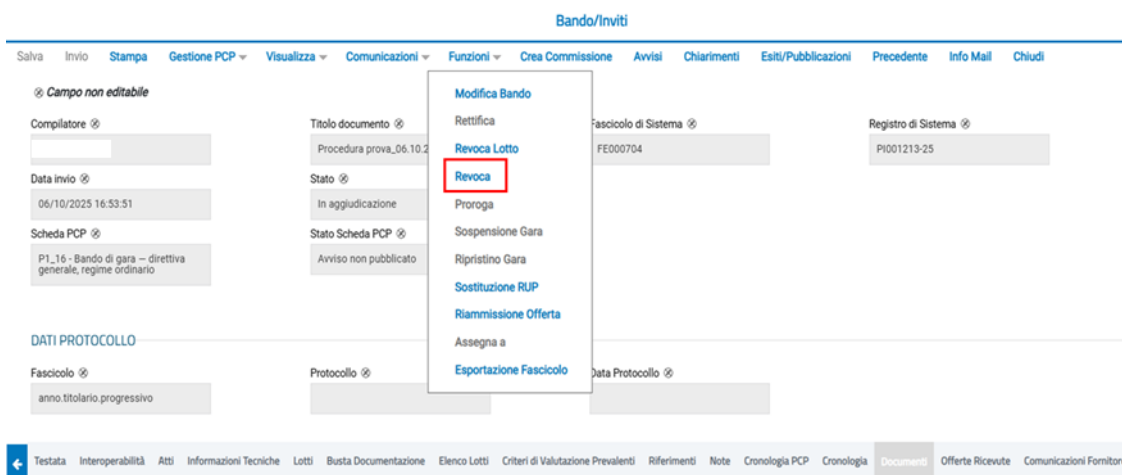 Bando/Inviti
Salva Invio Stampa Gestione PCP Visualizza Comunicazioni Funzioni Crea Commissione Avvisi Chiarimenti Esiti/Pubblicazioni Precedente Info Mail Chiudi
Campo non editabile
Modifica Bando
Rettifica
Revoca Lotto
Revoca
Proroga
Sospensione Gara
Ripristino Gara
Sostituzione RUP
Riammissione Offerta
Assegna a
Esportazione Fascicolo
Compilatore Titolo documento Fascicolo di Sistema Registro di Sistema
Procedura prova_06.10.2 FE000704 PI001213-25
Data invio Stato
06/10/2025 16:53:51 In aggiudicazione
Scheda PCP Stato Scheda PCP
P1_16 - Bando di gara – direttiva Avviso non pubblicato
generale, regime ordinario
DATI PROTOCOLLO
Fascicolo Protocollo Data Protocollo
anno.titolario.progressivo
Testata Interoperabilità Atti Informazioni Tecniche Lotti Busta Documentazione Elenco Lotti Criteri di Valutazione Prevalenti Riferimenti Note Cronologia PCP Cronologia Documenti Offerte Ricevute Comunicazioni Fornitor